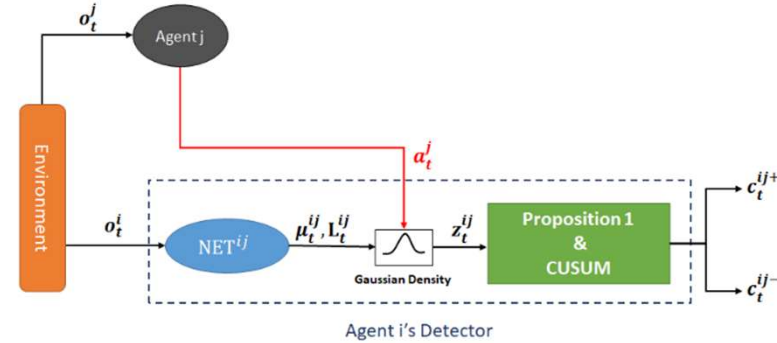 o_t^j
Agent j
Environment
a_t^j
o_t^i
NET^{ij}
μ_t^{ij}, L_t^{ij}
Gaussian Density
z_t^{ij}
Proposition 1
&
CUSUM
c_t^{ij+}
c_t^{ij-}
Agent i's Detector